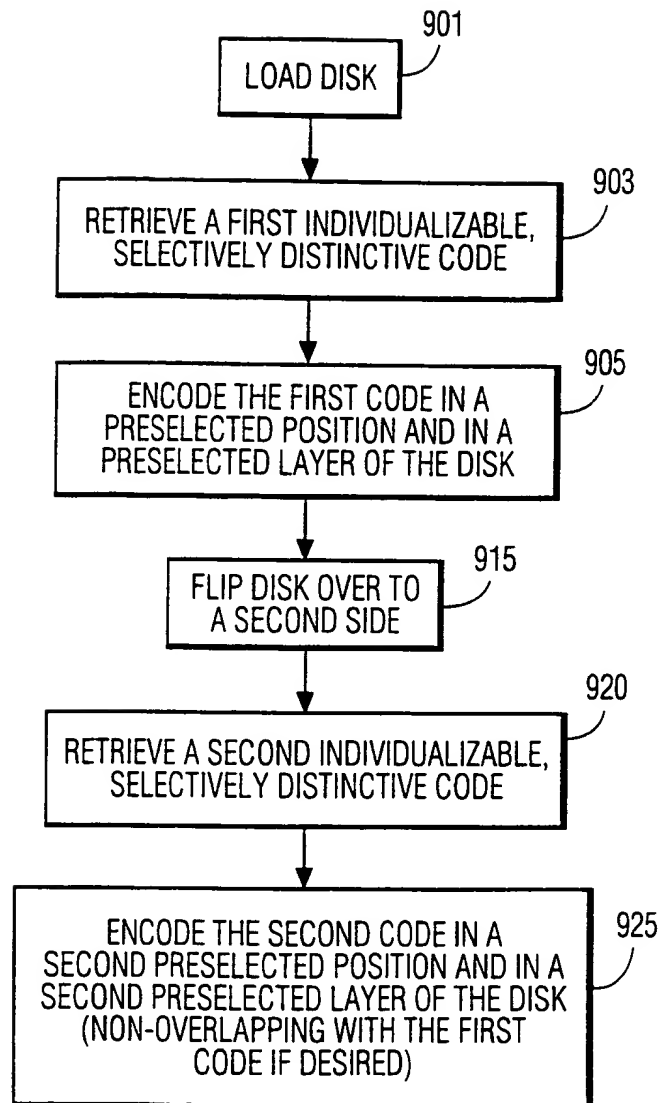 901
LOAD DISK
903
RETRIEVE A FIRST INDIVIDUALIZABLE,
SELECTIVELY DISTINCTIVE CODE
905
ENCODE THE FIRST CODE IN A
PRESELECTED POSITION AND IN A
PRESELECTED LAYER OF THE DISK
915
FLIP DISK OVER TO
A SECOND SIDE
920
RETRIEVE A SECOND INDIVIDUALIZABLE,
SELECTIVELY DISTINCTIVE CODE
925
ENCODE THE SECOND CODE IN A
SECOND PRESELECTED POSITION AND IN A
SECOND PRESELECTED LAYER OF THE DISK
(NON-OVERLAPPING WITH THE FIRST
CODE IF DESIRED)